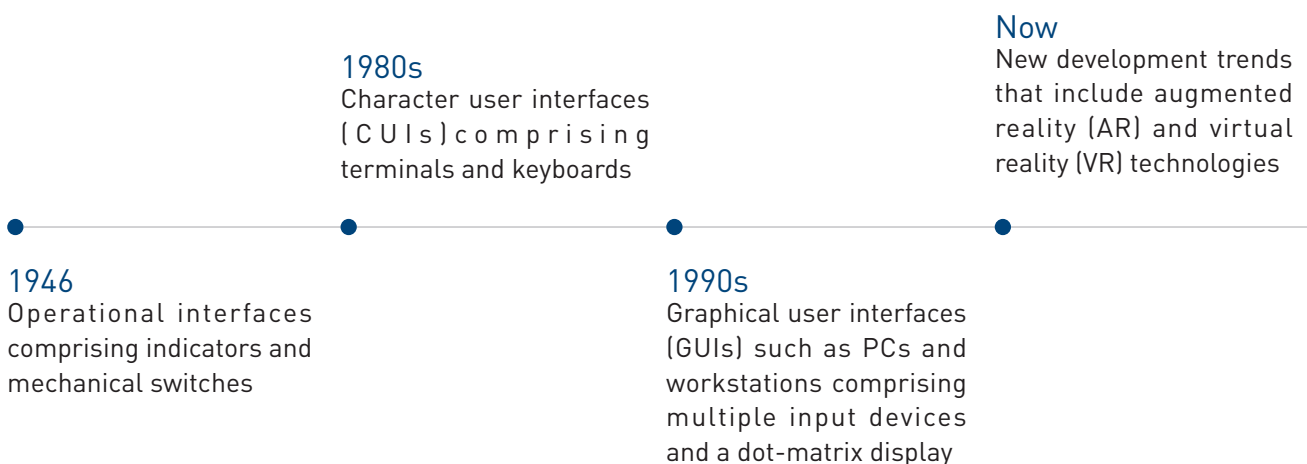 1946
Operational interfaces
comprising indicators and
mechanical switches
1980s
Character user interfaces
(CUIs)comprising
terminals and keyboards
1990s
Graphical user interfaces
(GUIs) such as PCs and
workstations comprising
multiple input devices
and a dot-matrix display
Now
New development trends
that include augmented
reality (AR) and virtual
reality (VR) technologies